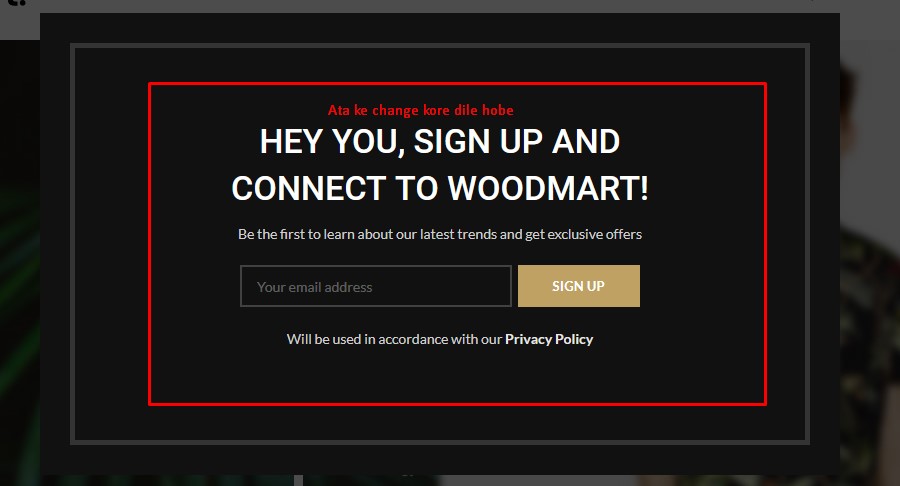 Ata ke change kore dile hobe
HEY YOU, SIGN UP AND
CONNECT TO WOODMART!
Be the first to learn about our latest trends and get exclusive offers
Your email address
SIGN UP
Will be used in accordance with our Privacy Policy